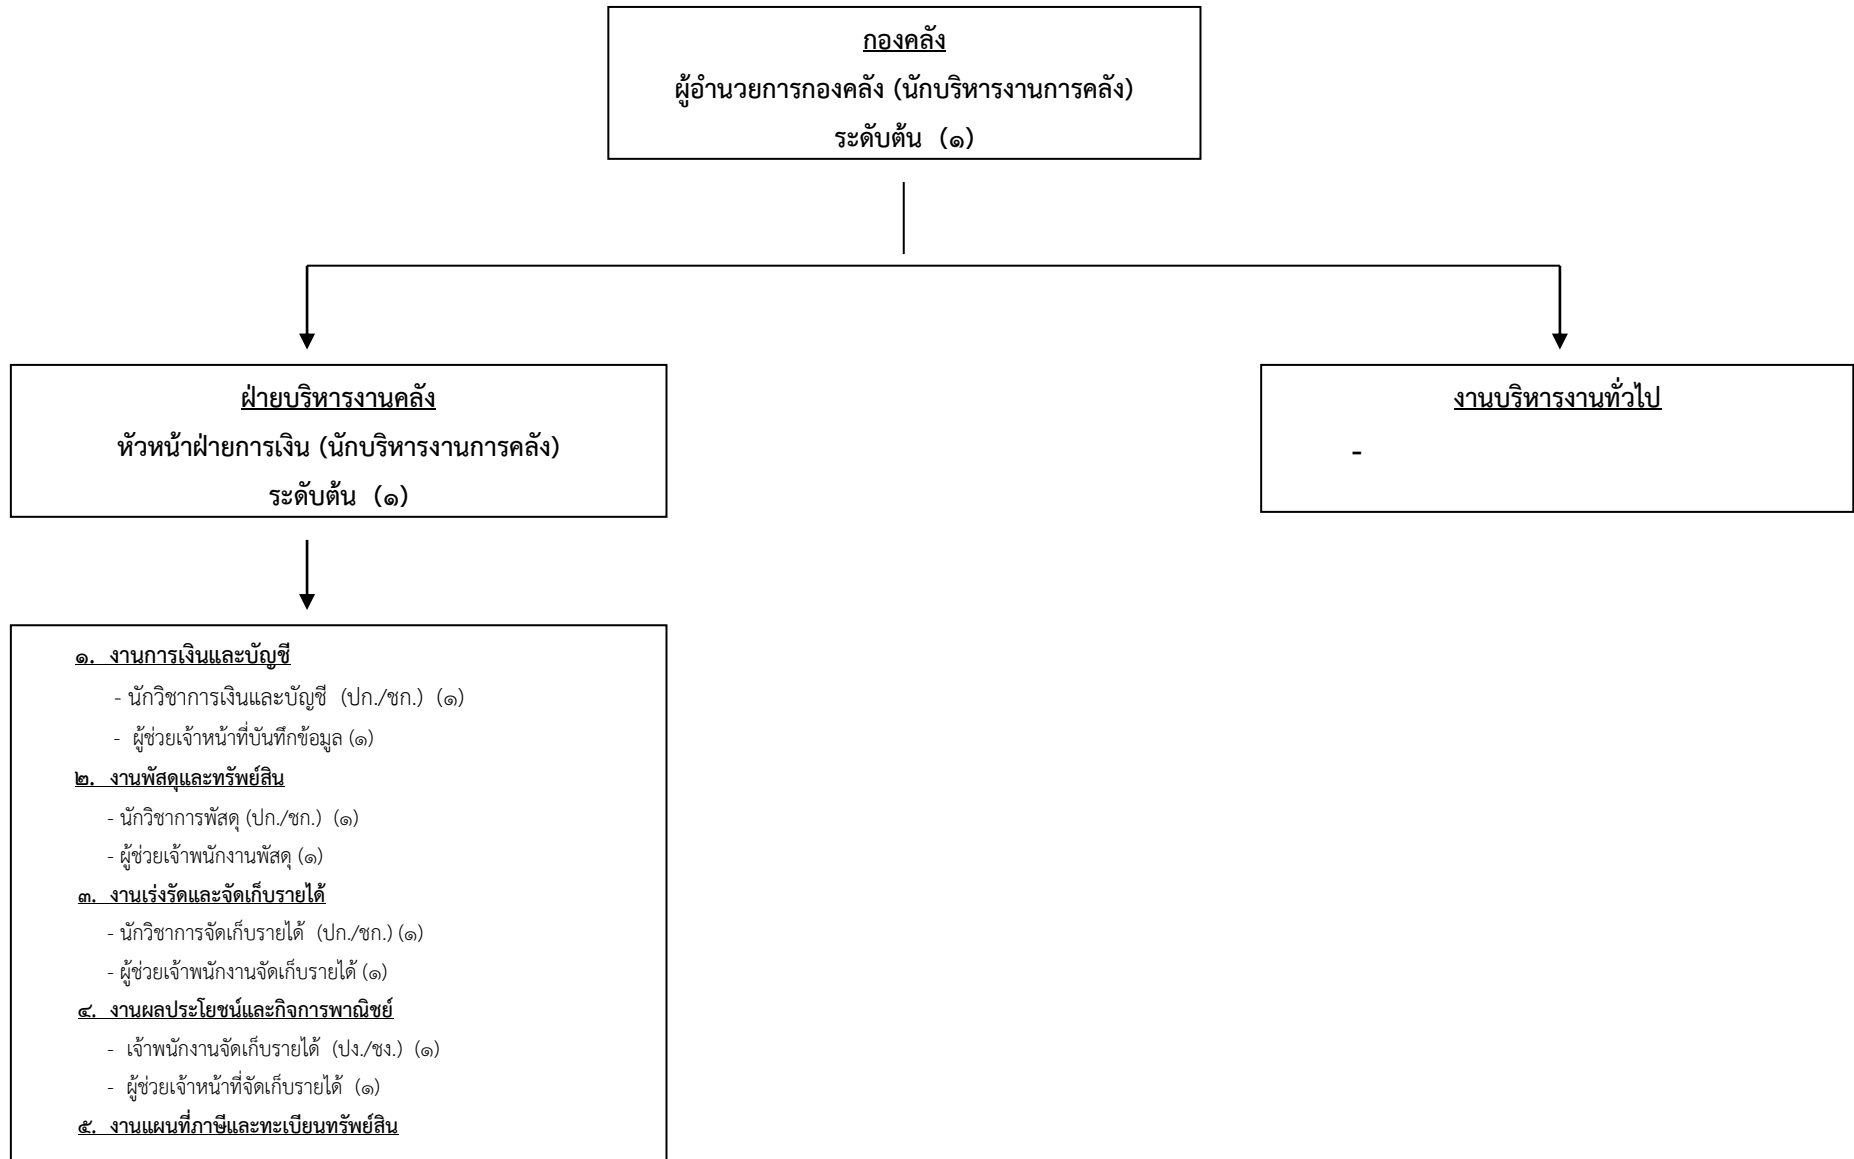 กองคลัง
ผู้อำนวยการกองคลัง (นักบริหารงานการคลัง)
ระดับต้น (๑)
ฝ่ายบริหารงานคลัง
หัวหน้าฝ่ายการเงิน (นักบริหารงานการคลัง)
ระดับต้น (๑)
งานบริหารงานทั่วไป
-
๑. งานการเงินและบัญชี
- นักวิชาการเงินและบัญชี (ปก./ชก.) (๑)
- ผู้ช่วยเจ้าหน้าที่บันทึกข้อมูล (๑)
๒. งานพัสดุและทรัพย์สิน
- นักวิชาการพัสดุ (ปก./ชก.) (๑)
- ผู้ช่วยเจ้าพนักงานพัสดุ (๑)
๓. งานเร่งรัดและจัดเก็บรายได้
- นักวิชาการจัดเก็บรายได้ (ปก./ชก.) (๑)
- ผู้ช่วยเจ้าพนักงานจัดเก็บรายได้ (๑)
๔. งานผลประโยชน์และกิจการพาณิชย์
- เจ้าพนักงานจัดเก็บรายได้ (ปง./ชง.) (๑)
- ผู้ช่วยเจ้าหน้าที่จัดเก็บรายได้ (๑)
๕. งานแผนที่ภาษีและทะเบียนทรัพย์สิน